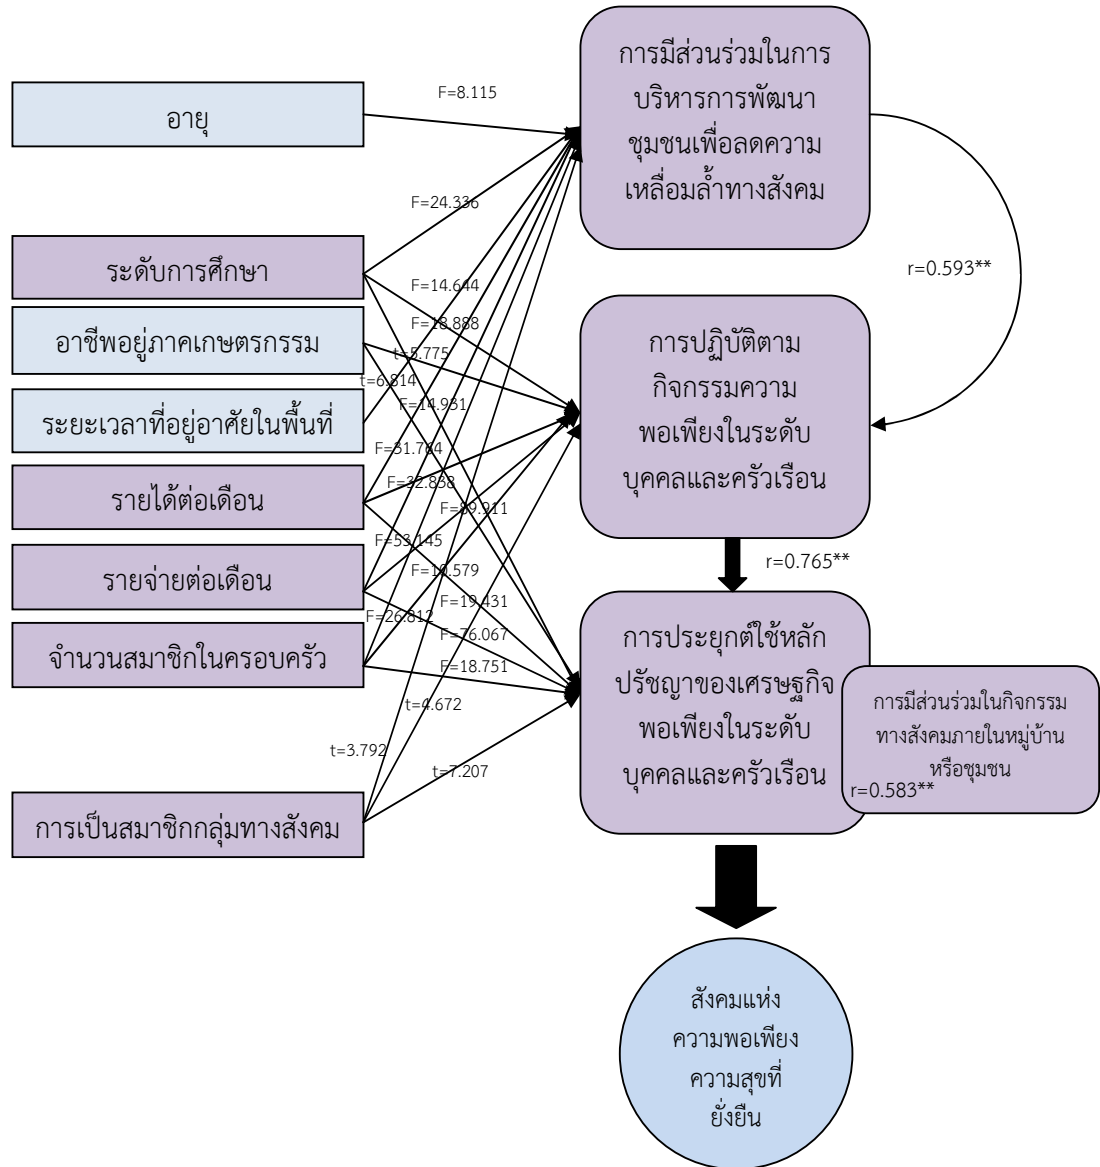 การมีส่วนร่วมในการ
บริหารการพัฒนา
ชุมชนเพื่อลดความ
เหลื่อมล้ำทางสังคม
F=8.115
อายุ
F=24.336
ระดับการศึกษา
r=0.593**
F=14.644
F=18.888
อาชีพอยู่ภาคเกษตรกรรม
การปฏิบัติตาม
กิจกรรมความ
พอเพียงในระดับ
บุคคลและครัวเรือน
t=5.775
t=6.814
F=14.931
ระยะเวลาที่อยู่อาศัยในพื้นที่
F=31.764
F=32.838
รายได้ต่อเดือน
F=89.911
F=53.145
r=0.765**
F=10.579
รายจ่ายต่อเดือน
F=19.431
F=26.812
F=76.067
จำนวนสมาชิกในครอบครัว
F=18.751
การประยุกต์ใช้หลัก
ปรัชญาของเศรษฐกิจ
พอเพียงในระดับ
บุคคลและครัวเรือน
t=4.672
t=3.792
t=7.207
การมีส่วนร่วมในกิจกรรม
ทางสังคมภายในหมู่บ้าน
หรือชุมชน
r=0.583**
การเป็นสมาชิกกลุ่มทางสังคม
สังคมแห่ง
ความพอเพียง
ความสุขที่
ยั่งยืน